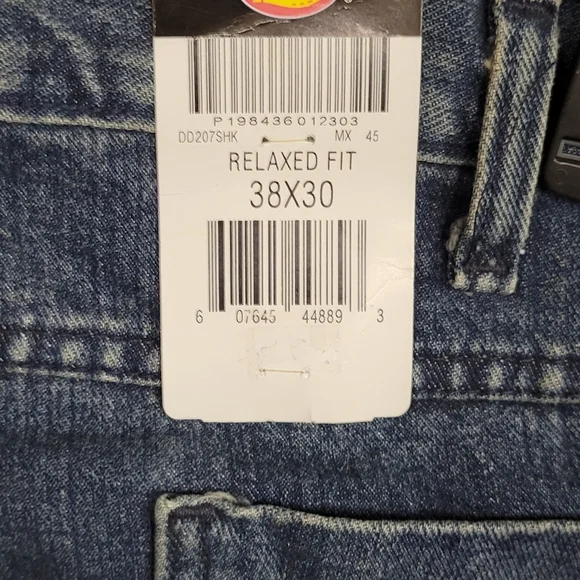 P198436012303
DD207SHK MX 45
RELAXED FIT
38X30
6 07645 44889 3